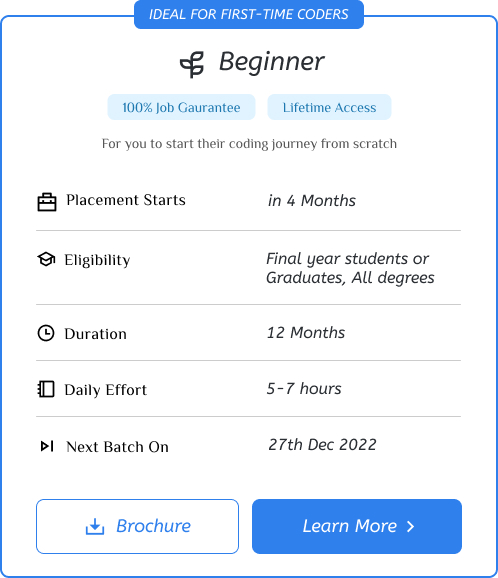 IDEAL FOR FIRST-TIME CODERS
Beginner
100% Job Gaurantee Lifetime Access
For you to start their coding journey from scratch
Placement Starts in 4 Months
Eligibility Final year students or
Graduates, All degrees
Duration 12 Months
Daily Effort 5-7 hours
Next Batch On 27th Dec 2022
Brochure Learn More